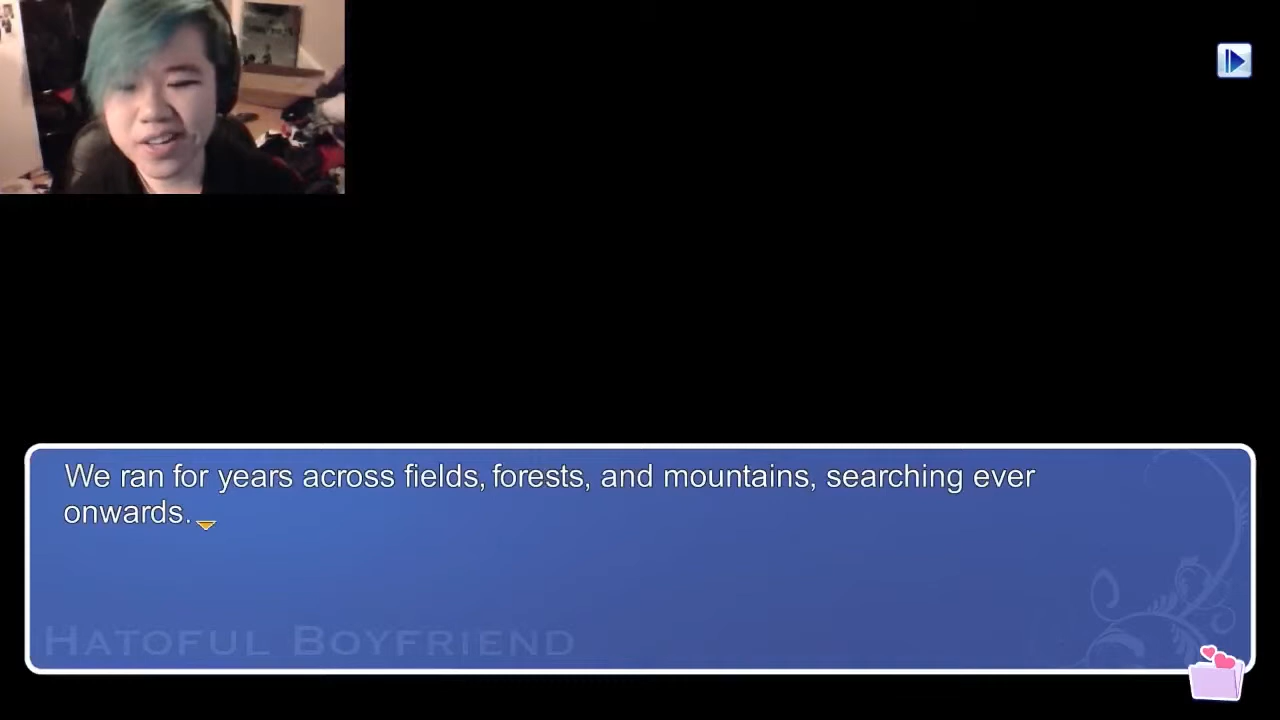 We ran for years across fields, forests, and mountains, searching ever
onwards.
HATOFUL BOYFRIEND